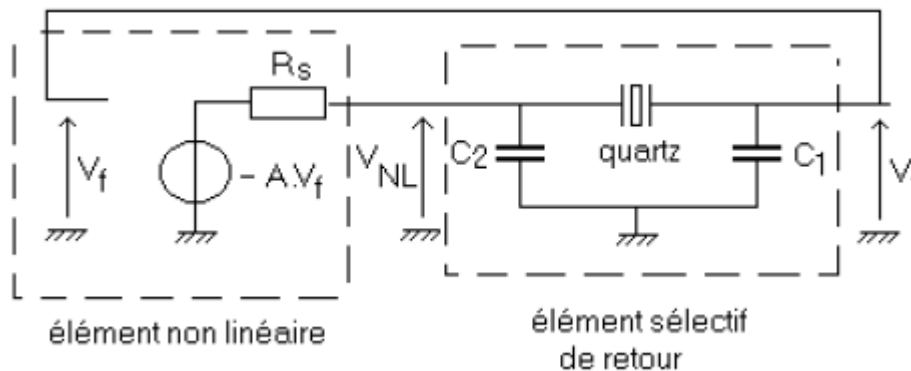 Rs
Vf
- A.Vf
VNL
C2
quartz
C1
élément non linéaire
élément sélectif
de retour